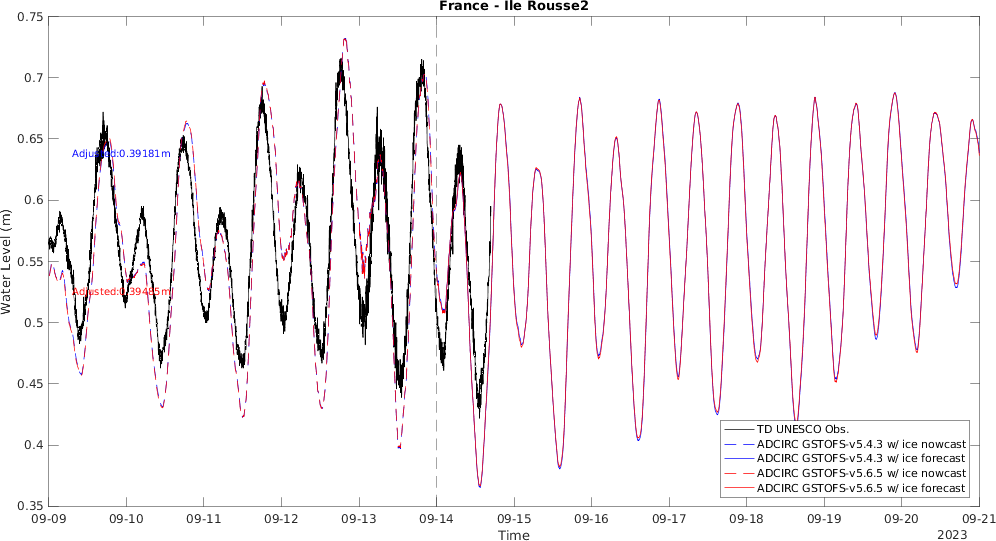 France - Ile Rousse2
0.75
0.7
0.65
0.6
0.55
0.5
0.45
0.4
0.35
Water Level (m)
Adjusted:0.39181m
Adjusted:0.39485m
TD UNESCO Obs.
ADCIRC GSTOFS-v5.4.3 w/ ice nowcast
ADCIRC GSTOFS-v5.4.3 w/ ice forecast
ADCIRC GSTOFS-v5.6.5 w/ ice nowcast
ADCIRC GSTOFS-v5.6.5 w/ ice forecast
09-09 09-10 09-11 09-12 09-13 09-14 09-15 09-16 09-17 09-18 09-19 09-20 09-21
Time
2023